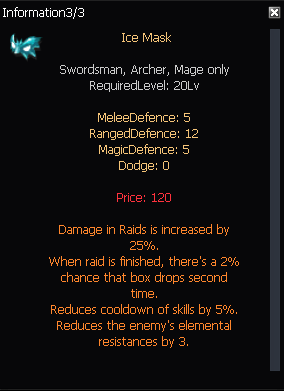 Information3/3
Ice Mask
Swordsman, Archer, Mage only
RequiredLevel: 20Lv
MeleeDefence: 5
RangedDefence: 12
MagicDefence: 5
Dodge: 0
Price: 120
Damage in Raids is increased by
25%.
When raid is finished, there's a 2%
chance that box drops second
time.
Reduces cooldown of skills by 5%.
Reduces the enemy's elemental
resistances by 3.